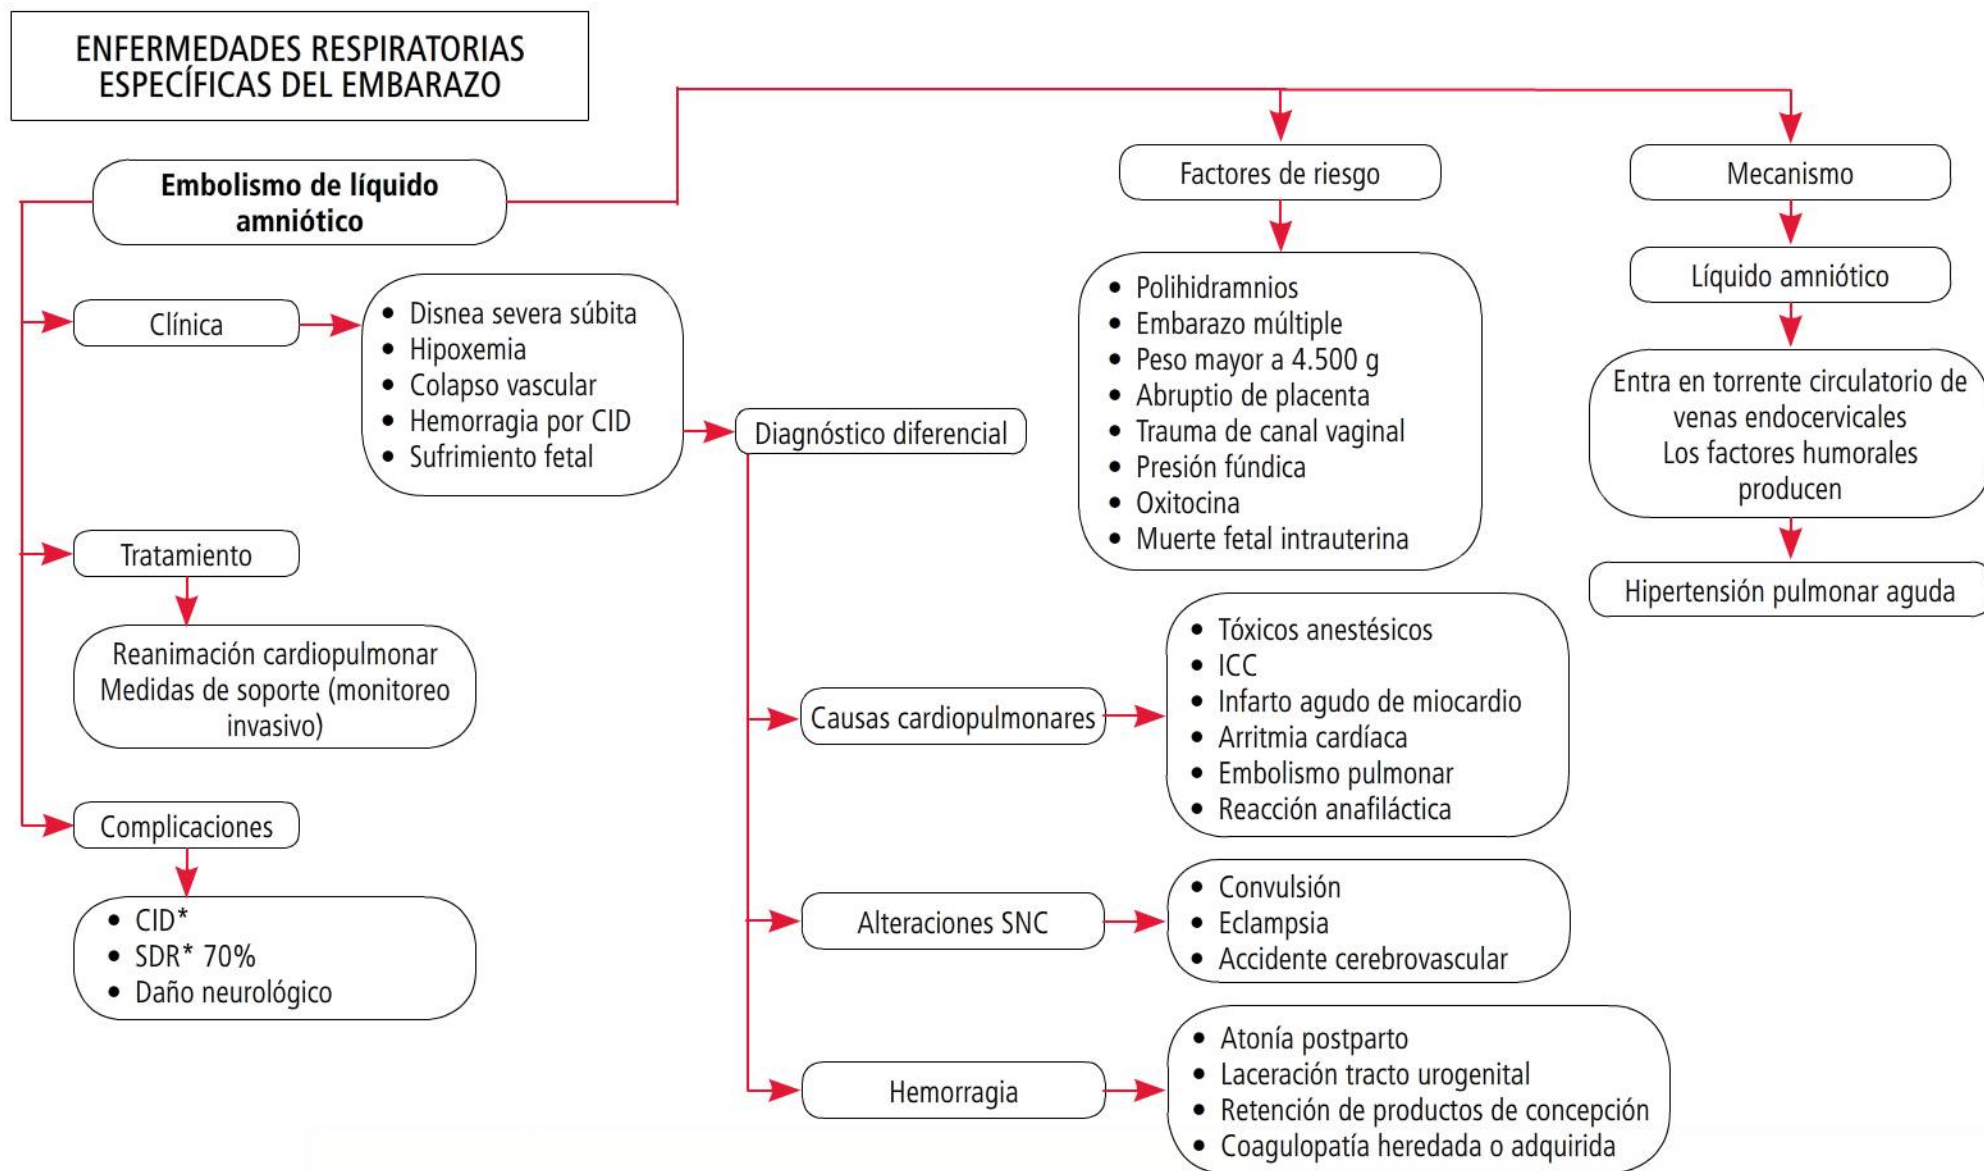 ENFERMEDADES RESPIRATORIAS
ESPECÍFICAS DEL EMBARAZO
Embolismo de líquido
amniótico
Clínica
• Disnea severa súbita
• Hipoxemia
• Colapso vascular
• Hemorragia por CID
• Sufrimiento fetal
Tratamiento
Reanimación cardiopulmonar
Medidas de soporte (monitoreo
invasivo)
Complicaciones
• CID*
• SDR* 70%
• Daño neurológico
Diagnóstico diferencial
Causas cardiopulmonares
• Tóxicos anestésicos
• ICC
• Infarto agudo de miocardio
• Arritmia cardíaca
• Embolismo pulmonar
• Reacción anafiláctica
Alteraciones SNC
• Convulsión
• Eclampsia
• Accidente cerebrovascular
Hemorragia
• Atonía postparto
• Laceración tracto urogenital
• Retención de productos de concepción
• Coagulopatía heredada o adquirida
Factores de riesgo
• Polihidramnios
• Embarazo múltiple
• Peso mayor a 4.500 g
• Abruptio de placenta
• Trauma de canal vaginal
• Presión fúndica
• Oxitocina
• Muerte fetal intrauterina
Mecanismo
Líquido amniótico
Entra en torrente circulatorio de
venas endocervicales
Los factores humorales
producen
Hipertensión pulmonar aguda